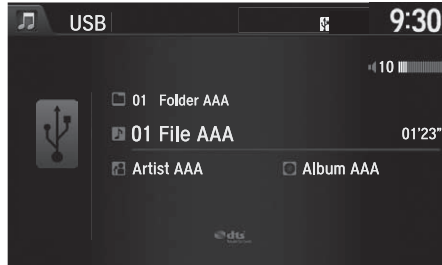 USB 9:30
10
01 Folder AAA
01 File AAA 01'23"
Artist AAA Album AAA
dts